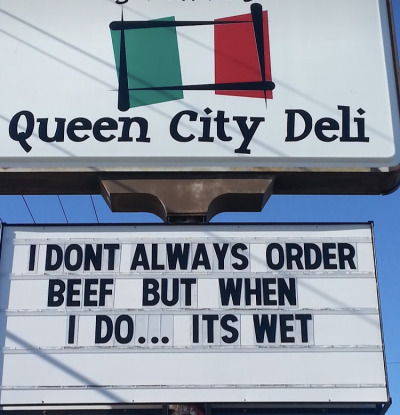 Queen City Deli
I DONT ALWAYS ORDER
BEEF BUT WHEN
I DO... ITS WET